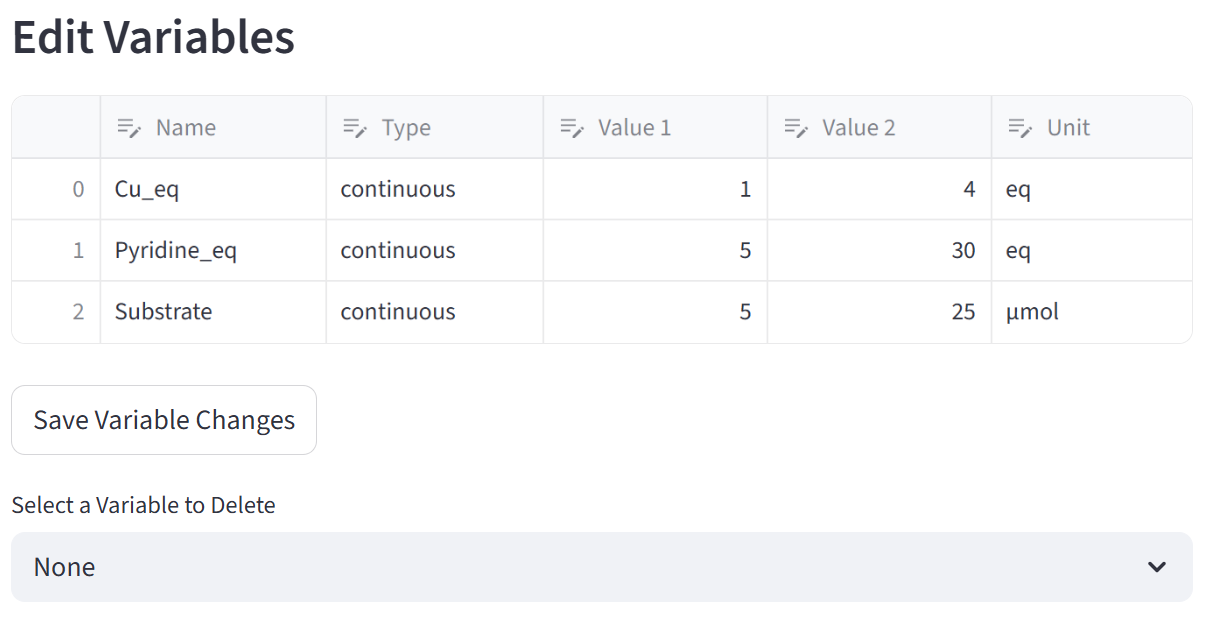 Edit Variables
Name Type Value 1 Value 2 Unit
0 Cu_eq continuous 1 4 eq
1 Pyridine_eq continuous 5 30 eq
2 Substrate continuous 5 25 µmol
Save Variable Changes
Select a Variable to Delete
None